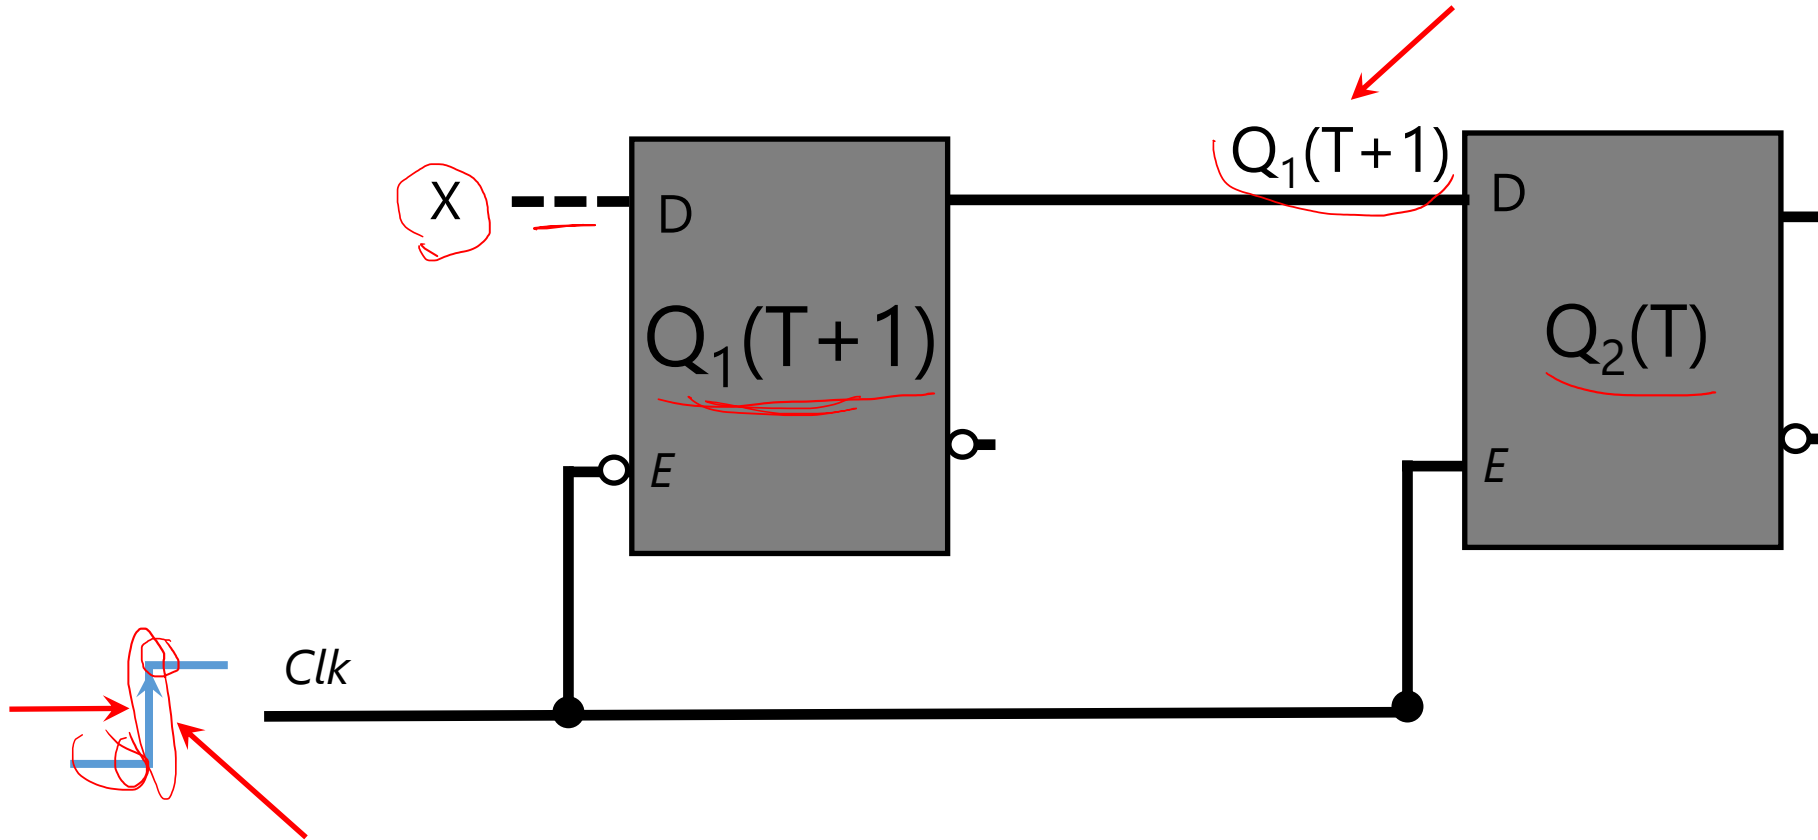 X
D
Q₁(T+1)
E
Q₁(T+1)
D
Q₂(T)
E
Clk